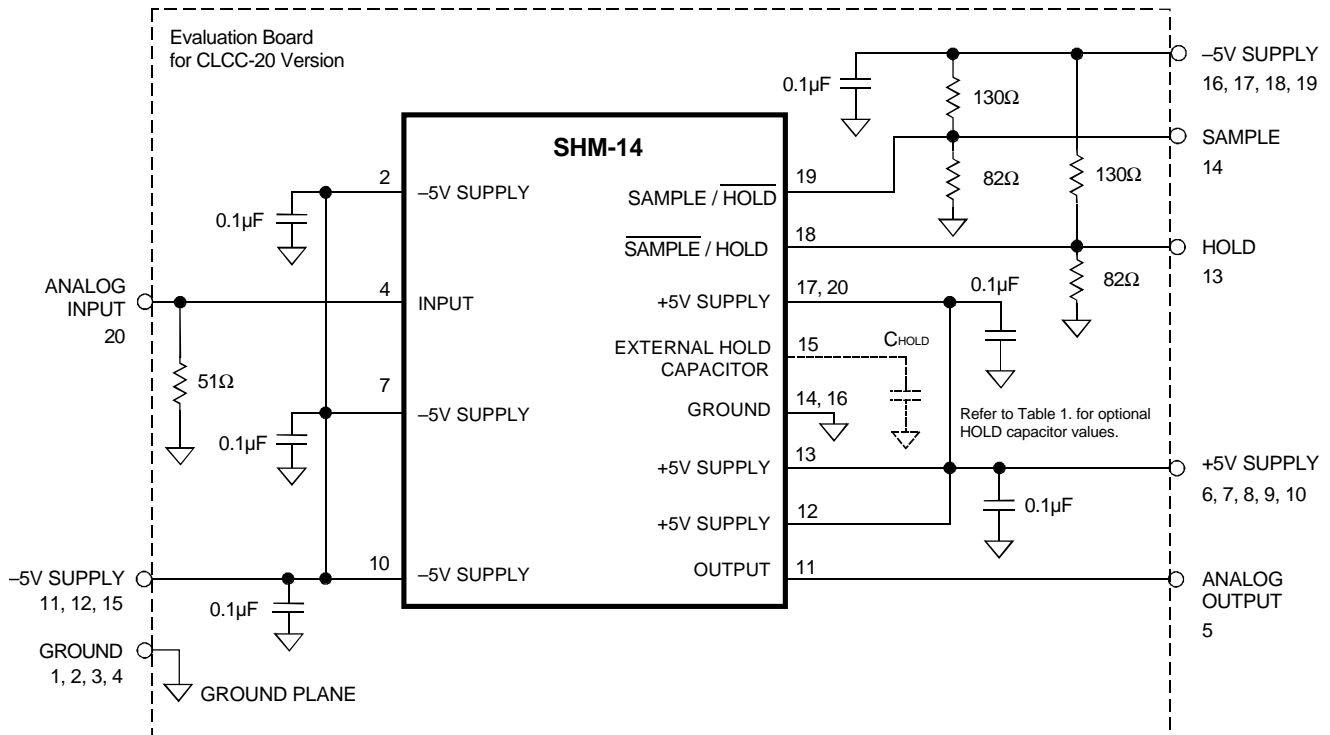 Evaluation Board
for CLCC-20 Version
–5V SUPPLY
16, 17, 18, 19
0.1µF
130Ω
SHM-14
SAMPLE
14
2
–5V SUPPLY
19
SAMPLE / HOLD
82Ω
130Ω
0.1µF
SAMPLE / HOLD
18
HOLD
13
ANALOG
INPUT
20
4
INPUT
+5V SUPPLY
17, 20
0.1µF
82Ω
EXTERNAL HOLD
CAPACITOR
15
CHOLD
51Ω
7
–5V SUPPLY
GROUND
14, 16
Refer to Table 1. for optional
HOLD capacitor values.
0.1µF
+5V SUPPLY
13
+5V SUPPLY
6, 7, 8, 9, 10
0.1µF
+5V SUPPLY
12
–5V SUPPLY
11, 12, 15
10
–5V SUPPLY
OUTPUT
11
ANALOG
OUTPUT
5
0.1µF
GROUND
1, 2, 3, 4
GROUND PLANE